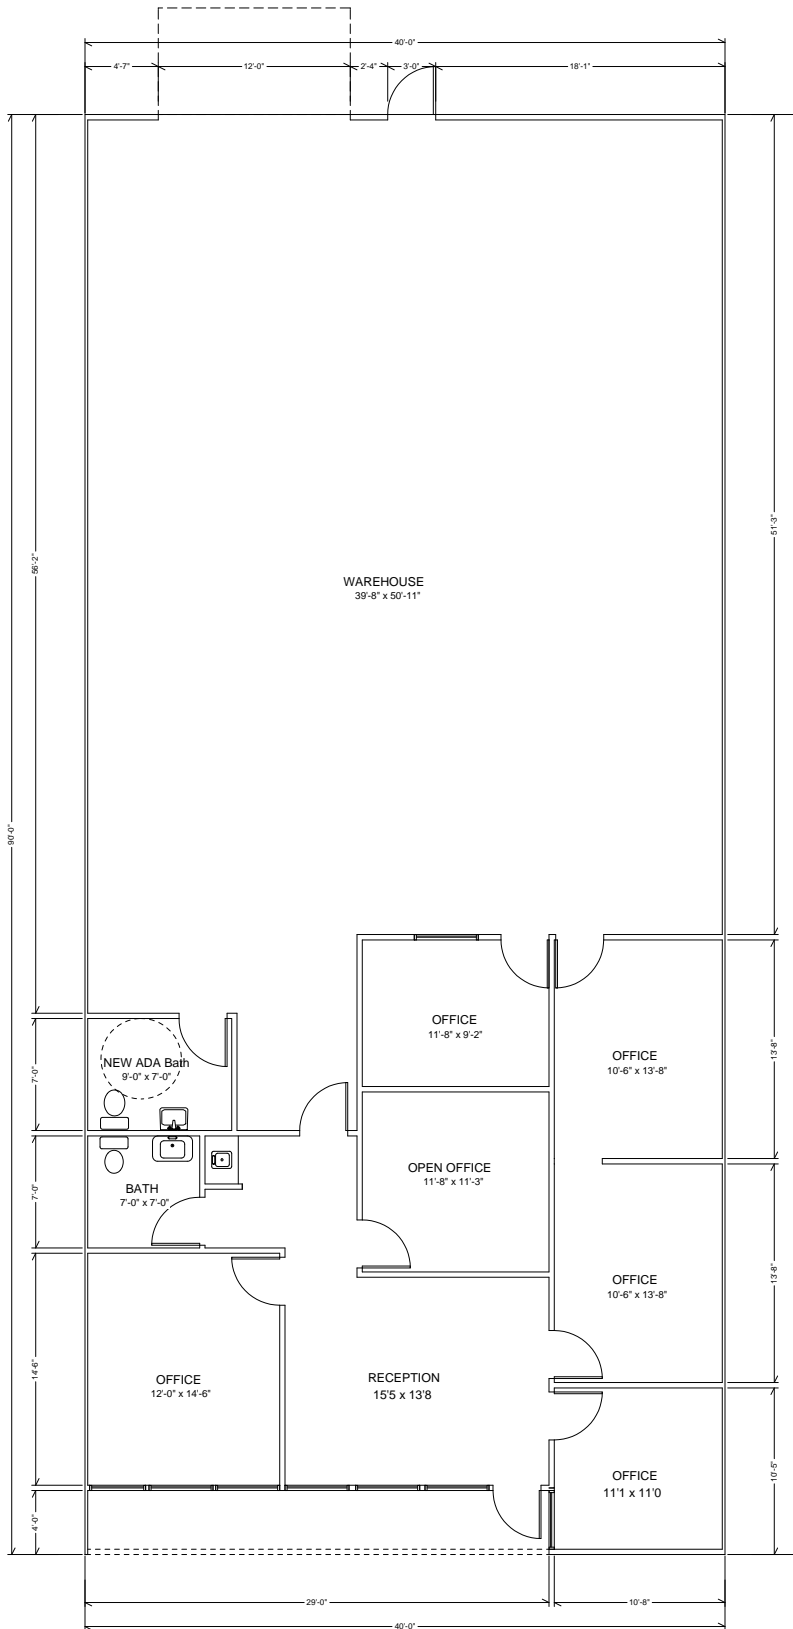 40'-0"
4'-7"
12'-0"
2'-4"
3'-0"
18'-1"
56'-2"
51'-3"
WAREHOUSE
39'-8" x 50'-11"
90'-0"
OFFICE
11'-8" x 9'-2"
OFFICE
10'-6" x 13'-8"
13'-8"
NEW ADA Bath
9'-0" x 7'-0"
7'-0"
OPEN OFFICE
11'-8" x 11'-3"
BATH
7'-0" x 7'-0"
7'-0"
OFFICE
10'-6" x 13'-8"
13'-8"
OFFICE
12'-0" x 14'-6"
14'-6"
RECEPTION
15'5 x 13'8
OFFICE
11'1 x 11'0
10'-5"
4'-0"
29'-0"
10'-8"
40'-0"